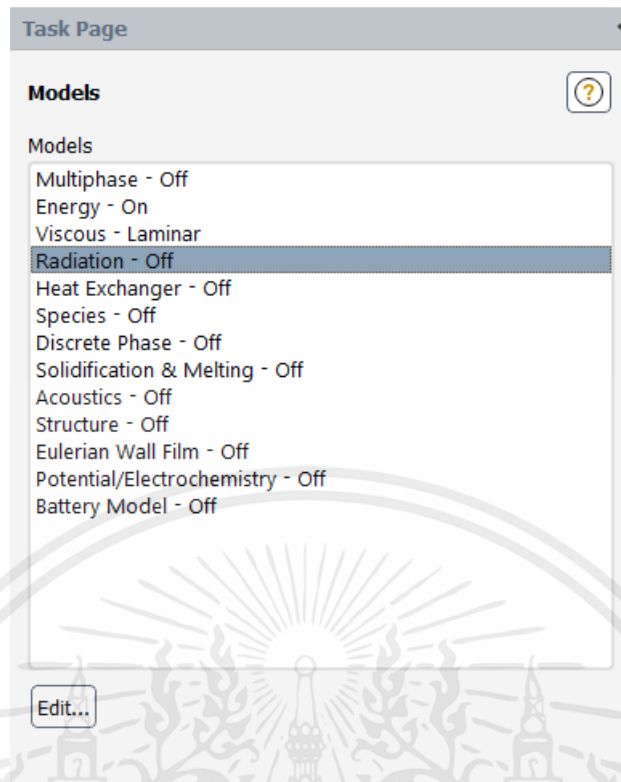 Task Page
Models
Models
Multiphase - Off
Energy - On
Viscous - Laminar
Radiation - Off
Heat Exchanger - Off
Species - Off
Discrete Phase - Off
Solidification & Melting - Off
Acoustics - Off
Structure - Off
Eulerian Wall Film - Off
Potential/Electrochemistry - Off
Battery Model - Off
Edit...